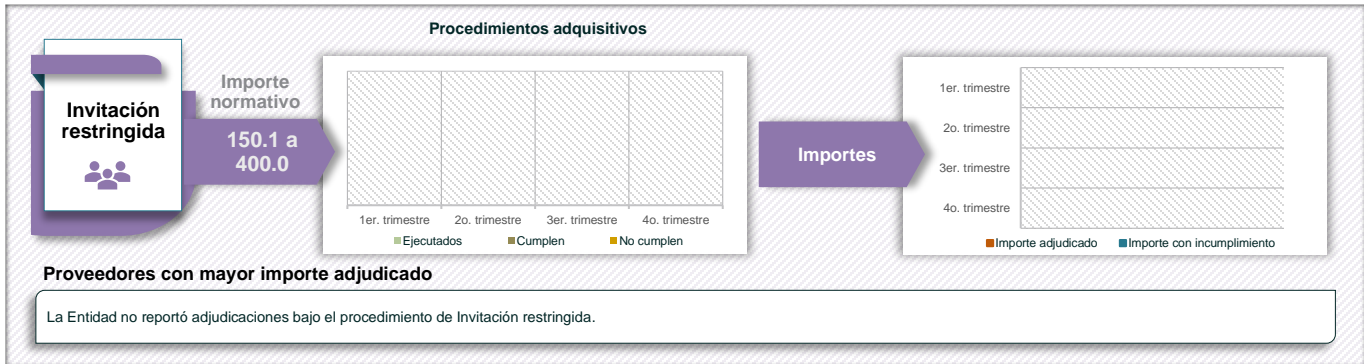 Procedimientos adquisitivos
Invitación
restringida
Importe
normativo
150.1 a
400.0
1er. trimestre
2o. trimestre
3er. trimestre
4o. trimestre
Ejecutados
Cumplen
No cumplen
Importes
1er. trimestre
2o. trimestre
3er. trimestre
4o. trimestre
Importe adjudicado
Importe con incumplimiento
Proveedores con mayor importe adjudicado
La Entidad no reportó adjudicaciones bajo el procedimiento de Invitación restringida.